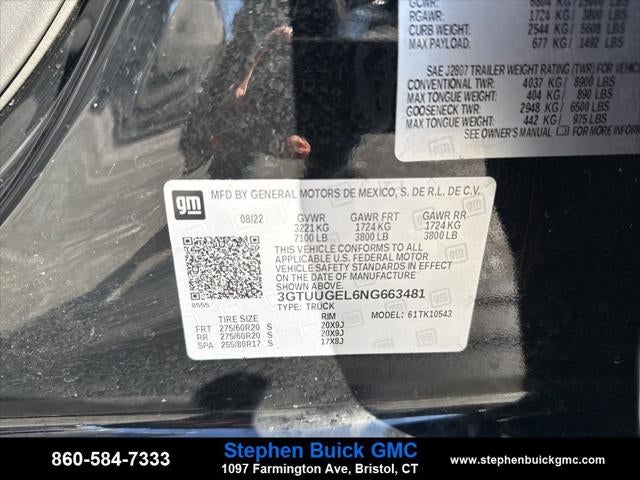 GCWR: 6804 KG/ 15000 LBS
RGAWR: 1724 KG/ 3800 LBS
CURB WEIGHT: 2544 KG/ 5608 LBS
MAX PAYLOAD: 677 KG/ 1492 LBS
SAE J2807 TRAILER WEIGHT RATING (TWR) FOR VEHICL
CONVENTIONAL TWR: 4037 KG/ 8900 LBS
MAX TONGUE WEIGHT: 404 KG/ 890 LBS
GOOSENECK TWR: 2948 KG/ 6500 LBS
MAX TONGUE WEIGHT: 442 KG/ 975 LBS
SEE OWNER'S MANUAL FOR MORE INFORMA
gm
MFD BY GENERAL MOTORS DE MEXICO, S. DE R.L. DE C.V.
08/22 GVWR GAWR FRT GAWR RR
3221 KG 1724 KG 1724 KG
7100 LB 3800 LB 3800 LB
THIS VEHICLE CONFORMS TO ALL
APPLICABLE U.S. FEDERAL MOTOR
VEHICLE SAFETY STANDARDS IN EFFECT ON
THE DATE OF MANUFACTURE SHOWN ABOVE.
0555
3GTUUGEL6NG663481
TYPE: TRUCK
TIRE SIZE RIM MODEL: 61TK10543
FRT 275/60R20 S 20X9J
RR 275/60R20 S 20X9J
SPA 255/80R17 S 17X8J
860-584-7333
Stephen Buick GMC
1097 Farmington Ave, Bristol, CT
www.stephenbuickgmc.com